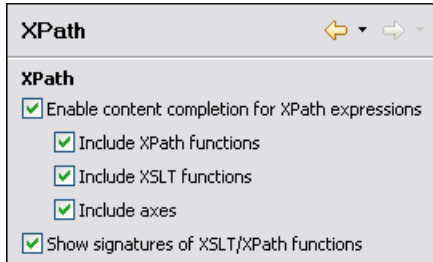 XPath
XPath
Enable content completion for XPath expressions
Include XPath functions
Include XSLT functions
Include axes
Show signatures of XSLT/XPath functions